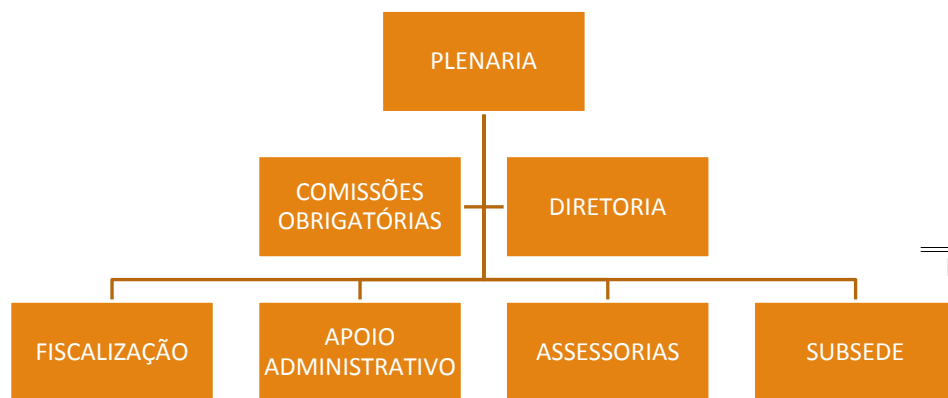 PLENARIA
COMISSÕES
OBRIGATÓRIAS
DIRETORIA
FISCALIZAÇÃO
APOIO
ADMINISTRATIVO
ASSESSORIAS
SUBSEDE